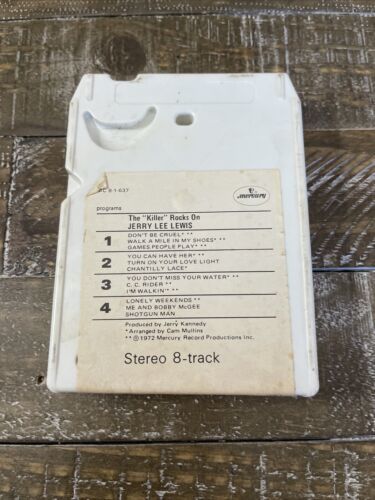 MC 8-1-637
mercury
programs
The "Killer" Rocks On
JERRY LEE LEWIS
1 DON'T BE CRUEL* **
WALK A MILE IN MY SHOES* **
GAMES PEOPLE PLAY* **
2 YOU CAN HAVE HER* **
TURN ON YOUR LOVE LIGHT
CHANTILLY LACE*
3 YOU DON'T MISS YOUR WATER* **
C. C. RIDER* **
I'M WALKIN'* **
4 LONELY WEEKENDS**
ME AND BOBBY McGEE
SHOTGUN MAN
Produced by Jerry Kennedy
*Arranged by Cam Mullins
**Ⓟ1972 Mercury Record Productions Inc.
Stereo 8-track